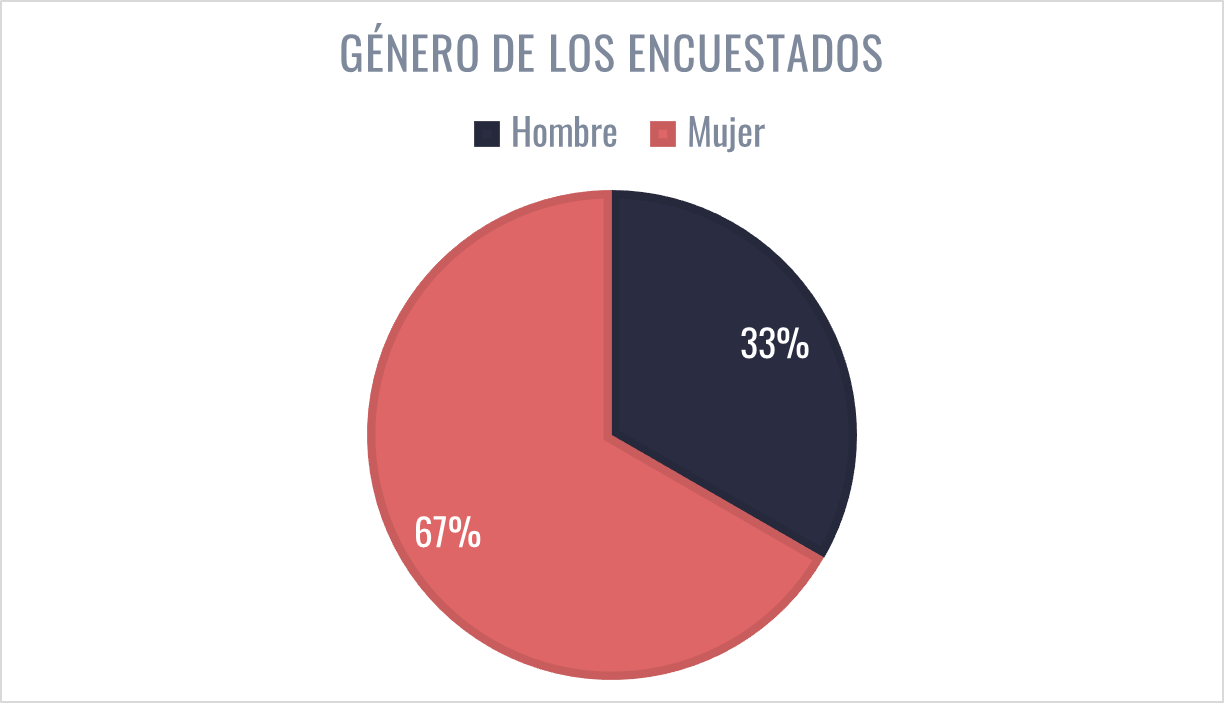 GÉNERO DE LOS ENCUESTADOS
Hombre Mujer
33%
67%